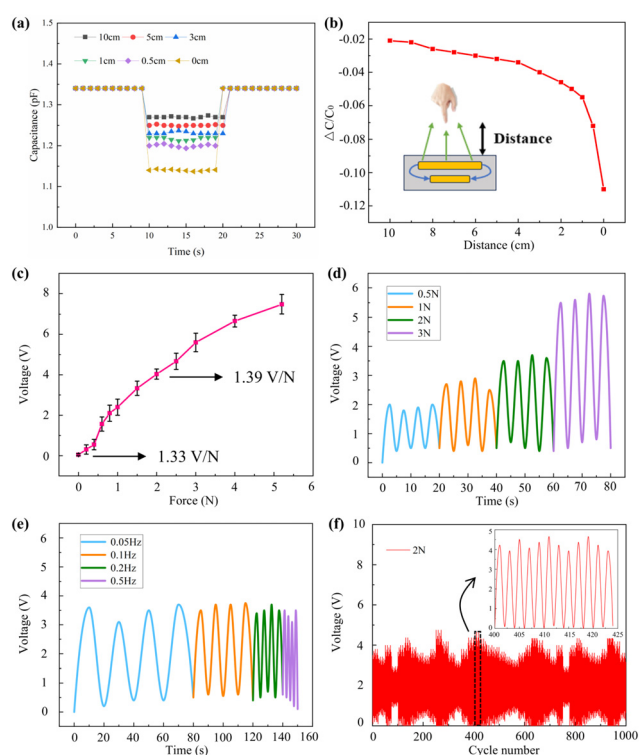 (a)
1.5
1.4
1.3
1.2
1.1
1.0
Capacitance (pF)
10cm 5cm 3cm
1cm 0.5cm 0cm
0 5 10 15 20 25 30
Time (s)
(b)
-0.02
-0.04
-0.06
-0.08
-0.10
-0.12
ΔC/C₀
Distance
10 8 6 4 2 0
Distance (cm)
(c)
8
6
4
2
0
Voltage (V)
1.39 V/N
1.33 V/N
0 1 2 3 4 5 6
Force (N)
(d)
6
5
4
3
2
1
0
Voltage (V)
0.5N
1N
2N
3N
0 10 20 30 40 50 60 70 80
Time (s)
(e)
5
4
3
2
1
0
Voltage (V)
0.05Hz
0.1Hz
0.2Hz
0.5Hz
0 20 40 60 80 100 120 140 160
Time (s)
(f)
10
8
6
4
2
0
Voltage (V)
2N
5
4
3
2
1
0
400 405 410 415 420 425
0 200 400 600 800 1000
Cycle number